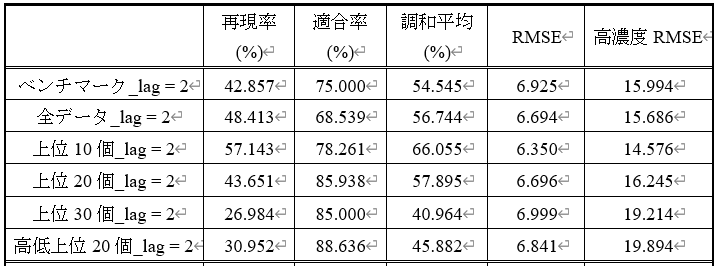 再現率 適合率 調和平均 RMSE↵ 高濃度 RMSE↵
(%)↵ (%)↵ (%)↵
ベンチマーク_lag = 2↵ 42.857↵ 75.000↵ 54.545↵ 6.925↵ 15.994↵
全データ_lag = 2↵ 48.413↵ 68.539↵ 56.744↵ 6.694↵ 15.686↵
上位 10 個_lag = 2↵ 57.143↵ 78.261↵ 66.055↵ 6.350↵ 14.576↵
上位 20 個_lag = 2↵ 43.651↵ 85.938↵ 57.895↵ 6.696↵ 16.245↵
上位 30 個_lag = 2↵ 26.984↵ 85.000↵ 40.964↵ 6.999↵ 19.214↵
高低上位 20 個_lag = 2↵ 30.952↵ 88.636↵ 45.882↵ 6.841↵ 19.894↵